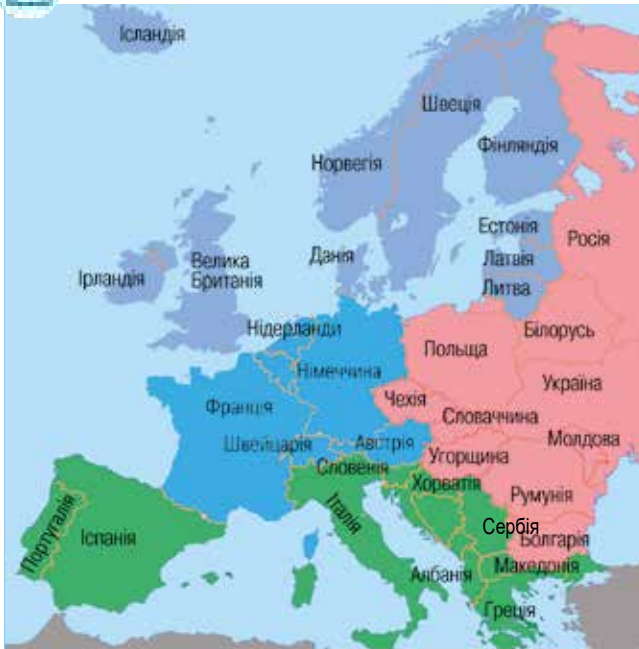 Ісландія
Швеція
Фінляндія
Норвегія
Естонія
Росія
Данія
Латвія
Велика
Британія
Ірландія
Литва
Білорусь
Нідерланди
Польща
Німеччина
Україна
Чехія
Франція
Словаччина
Молдова
Швейцарія
Австрія
Угорщина
Словенія
Хорватія
Румунія
Італія
Португалія
Іспанія
Сербія
Болгарія
Македонія
Албанія
Греція